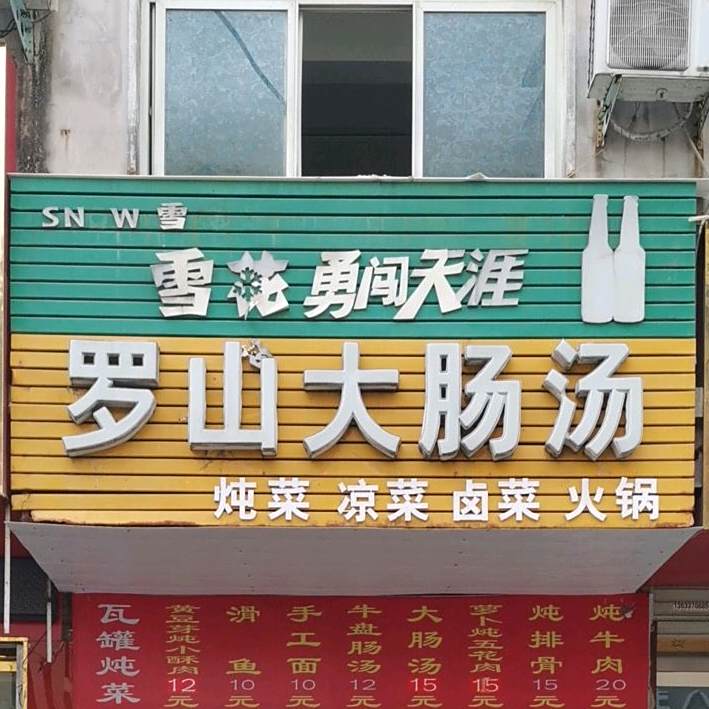 SN W 雪
雪花 勇闯天涯
罗山大肠汤
炖菜 凉菜 卤菜 火锅
瓦罐炖菜
黄豆芽炖小酥肉 12元
滑鱼 10元
手工面 10元
牛盘肠汤 12元
大肠汤 15元
萝卜炖五花肉 15元
炖排骨 15元
炖牛肉 20元